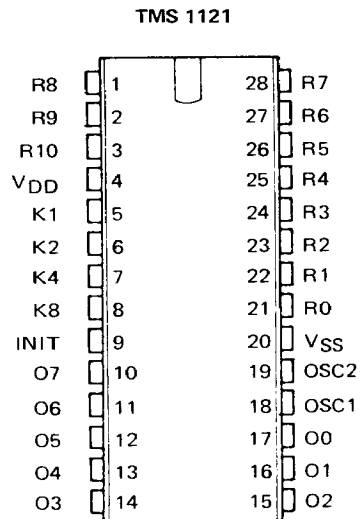 TMS 1121
R8 1 28 R7
R9 2 27 R6
R10 3 26 R5
VDD 4 25 R4
K1 5 24 R3
K2 6 23 R2
K4 7 22 R1
K8 8 21 R0
INIT 9 20 VSS
O7 10 19 OSC2
O6 11 18 OSC1
O5 12 17 O0
O4 13 16 O1
O3 14 15 O2